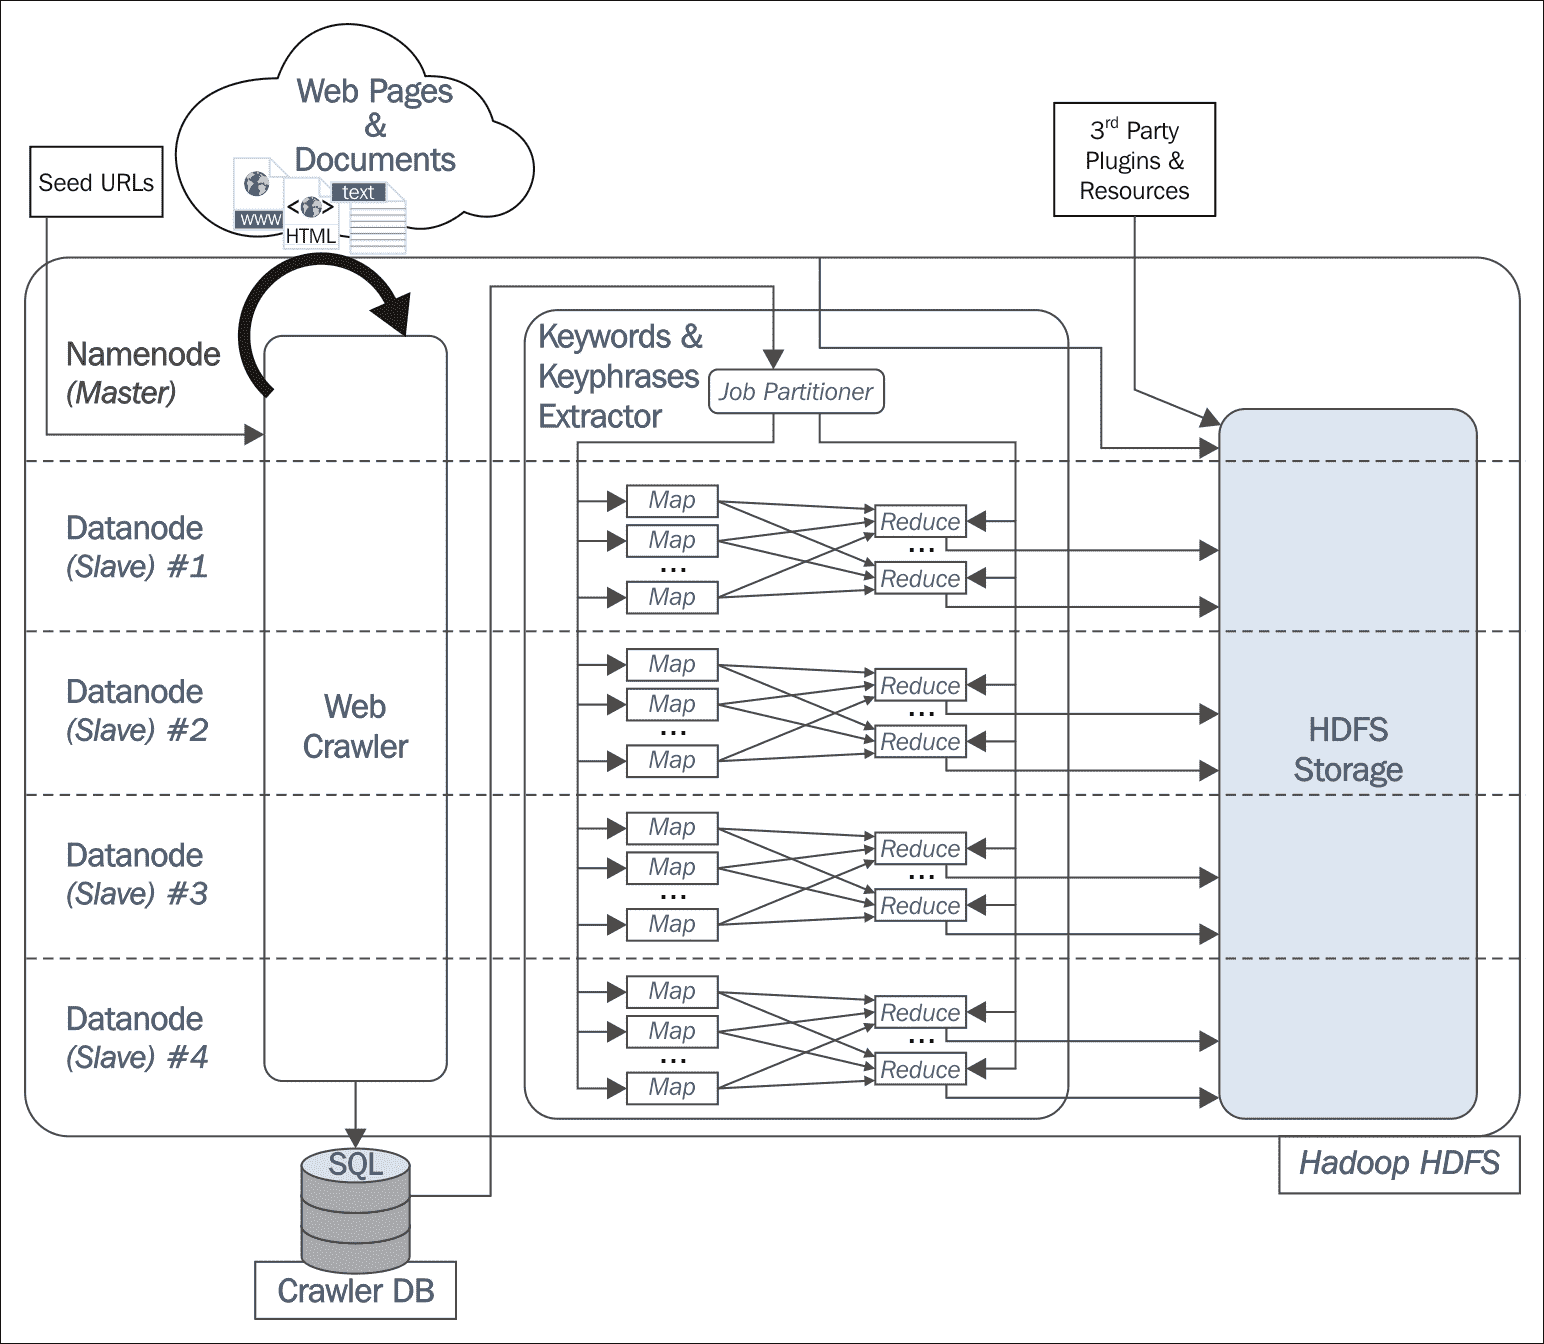 Web Pages
&
Documents
Seed URLs
WWW
HTML
text
3rd Party
Plugins &
Resources
Namenode
(Master)
Keywords &
Keyphrases
Extractor
Job Partitioner
Datanode
(Slave) #1
Map
Map
...
Map
Reduce
...
Reduce
Datanode
(Slave) #2
Web
Crawler
Map
Map
...
Map
Reduce
...
Reduce
HDFS
Storage
Datanode
(Slave) #3
Map
Map
...
Map
Reduce
...
Reduce
Datanode
(Slave) #4
Map
Map
...
Map
Reduce
...
Reduce
Hadoop HDFS
SQL
Crawler DB